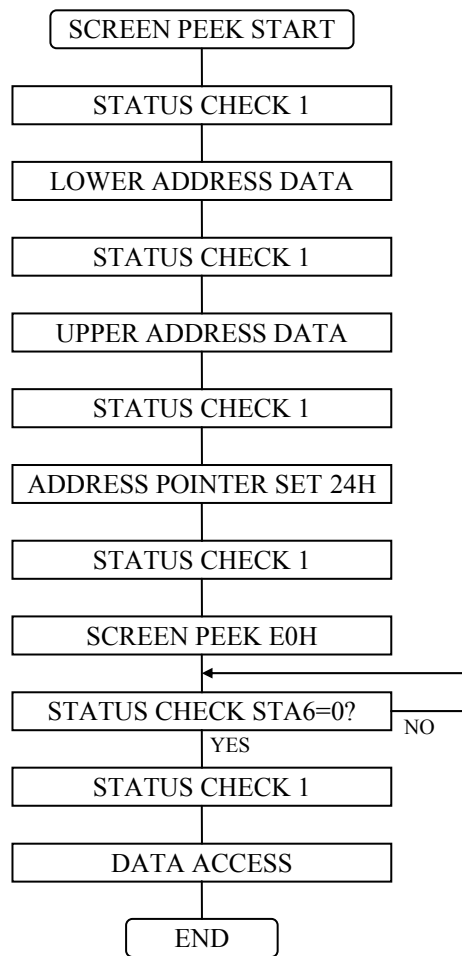 SCREEN PEEK START
STATUS CHECK 1
LOWER ADDRESS DATA
STATUS CHECK 1
UPPER ADDRESS DATA
STATUS CHECK 1
ADDRESS POINTER SET 24H
STATUS CHECK 1
SCREEN PEEK E0H
STATUS CHECK STA6=0?
NO
YES
STATUS CHECK 1
DATA ACCESS
END